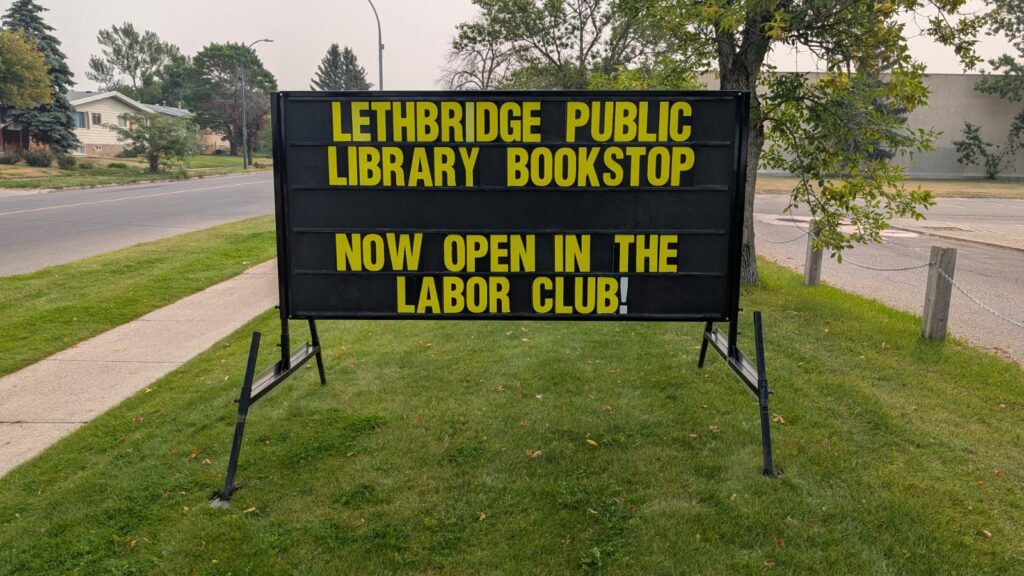 LETHBRIDGE PUBLIC
LIBRARY BOOKSTOP
NOW OPEN IN THE
LABOR CLUB!